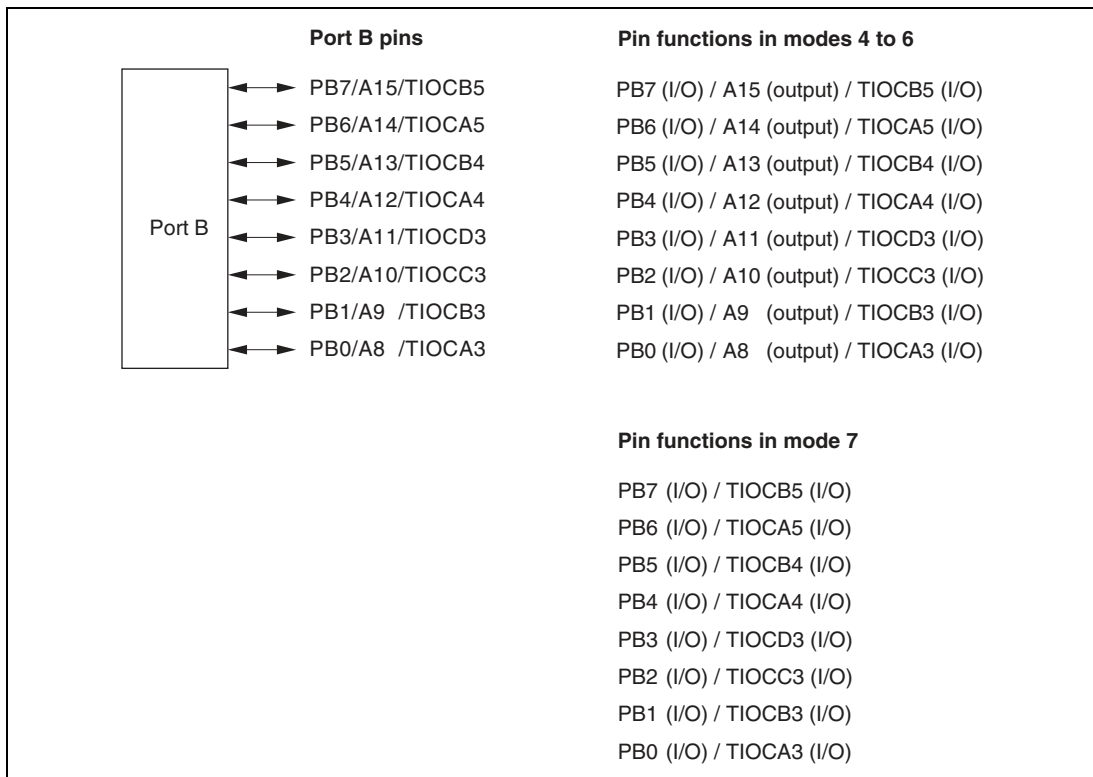 Port B pins
Pin functions in modes 4 to 6
Port B
PB7/A15/TIOCB5
PB7 (I/O) / A15 (output) / TIOCB5 (I/O)
PB6/A14/TIOCA5
PB6 (I/O) / A14 (output) / TIOCA5 (I/O)
PB5/A13/TIOCB4
PB5 (I/O) / A13 (output) / TIOCB4 (I/O)
PB4/A12/TIOCA4
PB4 (I/O) / A12 (output) / TIOCA4 (I/O)
PB3/A11/TIOCD3
PB3 (I/O) / A11 (output) / TIOCD3 (I/O)
PB2/A10/TIOCC3
PB2 (I/O) / A10 (output) / TIOCC3 (I/O)
PB1/A9 /TIOCB3
PB1 (I/O) / A9 (output) / TIOCB3 (I/O)
PB0/A8 /TIOCA3
PB0 (I/O) / A8 (output) / TIOCA3 (I/O)
Pin functions in mode 7
PB7 (I/O) / TIOCB5 (I/O)
PB6 (I/O) / TIOCA5 (I/O)
PB5 (I/O) / TIOCB4 (I/O)
PB4 (I/O) / TIOCA4 (I/O)
PB3 (I/O) / TIOCD3 (I/O)
PB2 (I/O) / TIOCC3 (I/O)
PB1 (I/O) / TIOCB3 (I/O)
PB0 (I/O) / TIOCA3 (I/O)